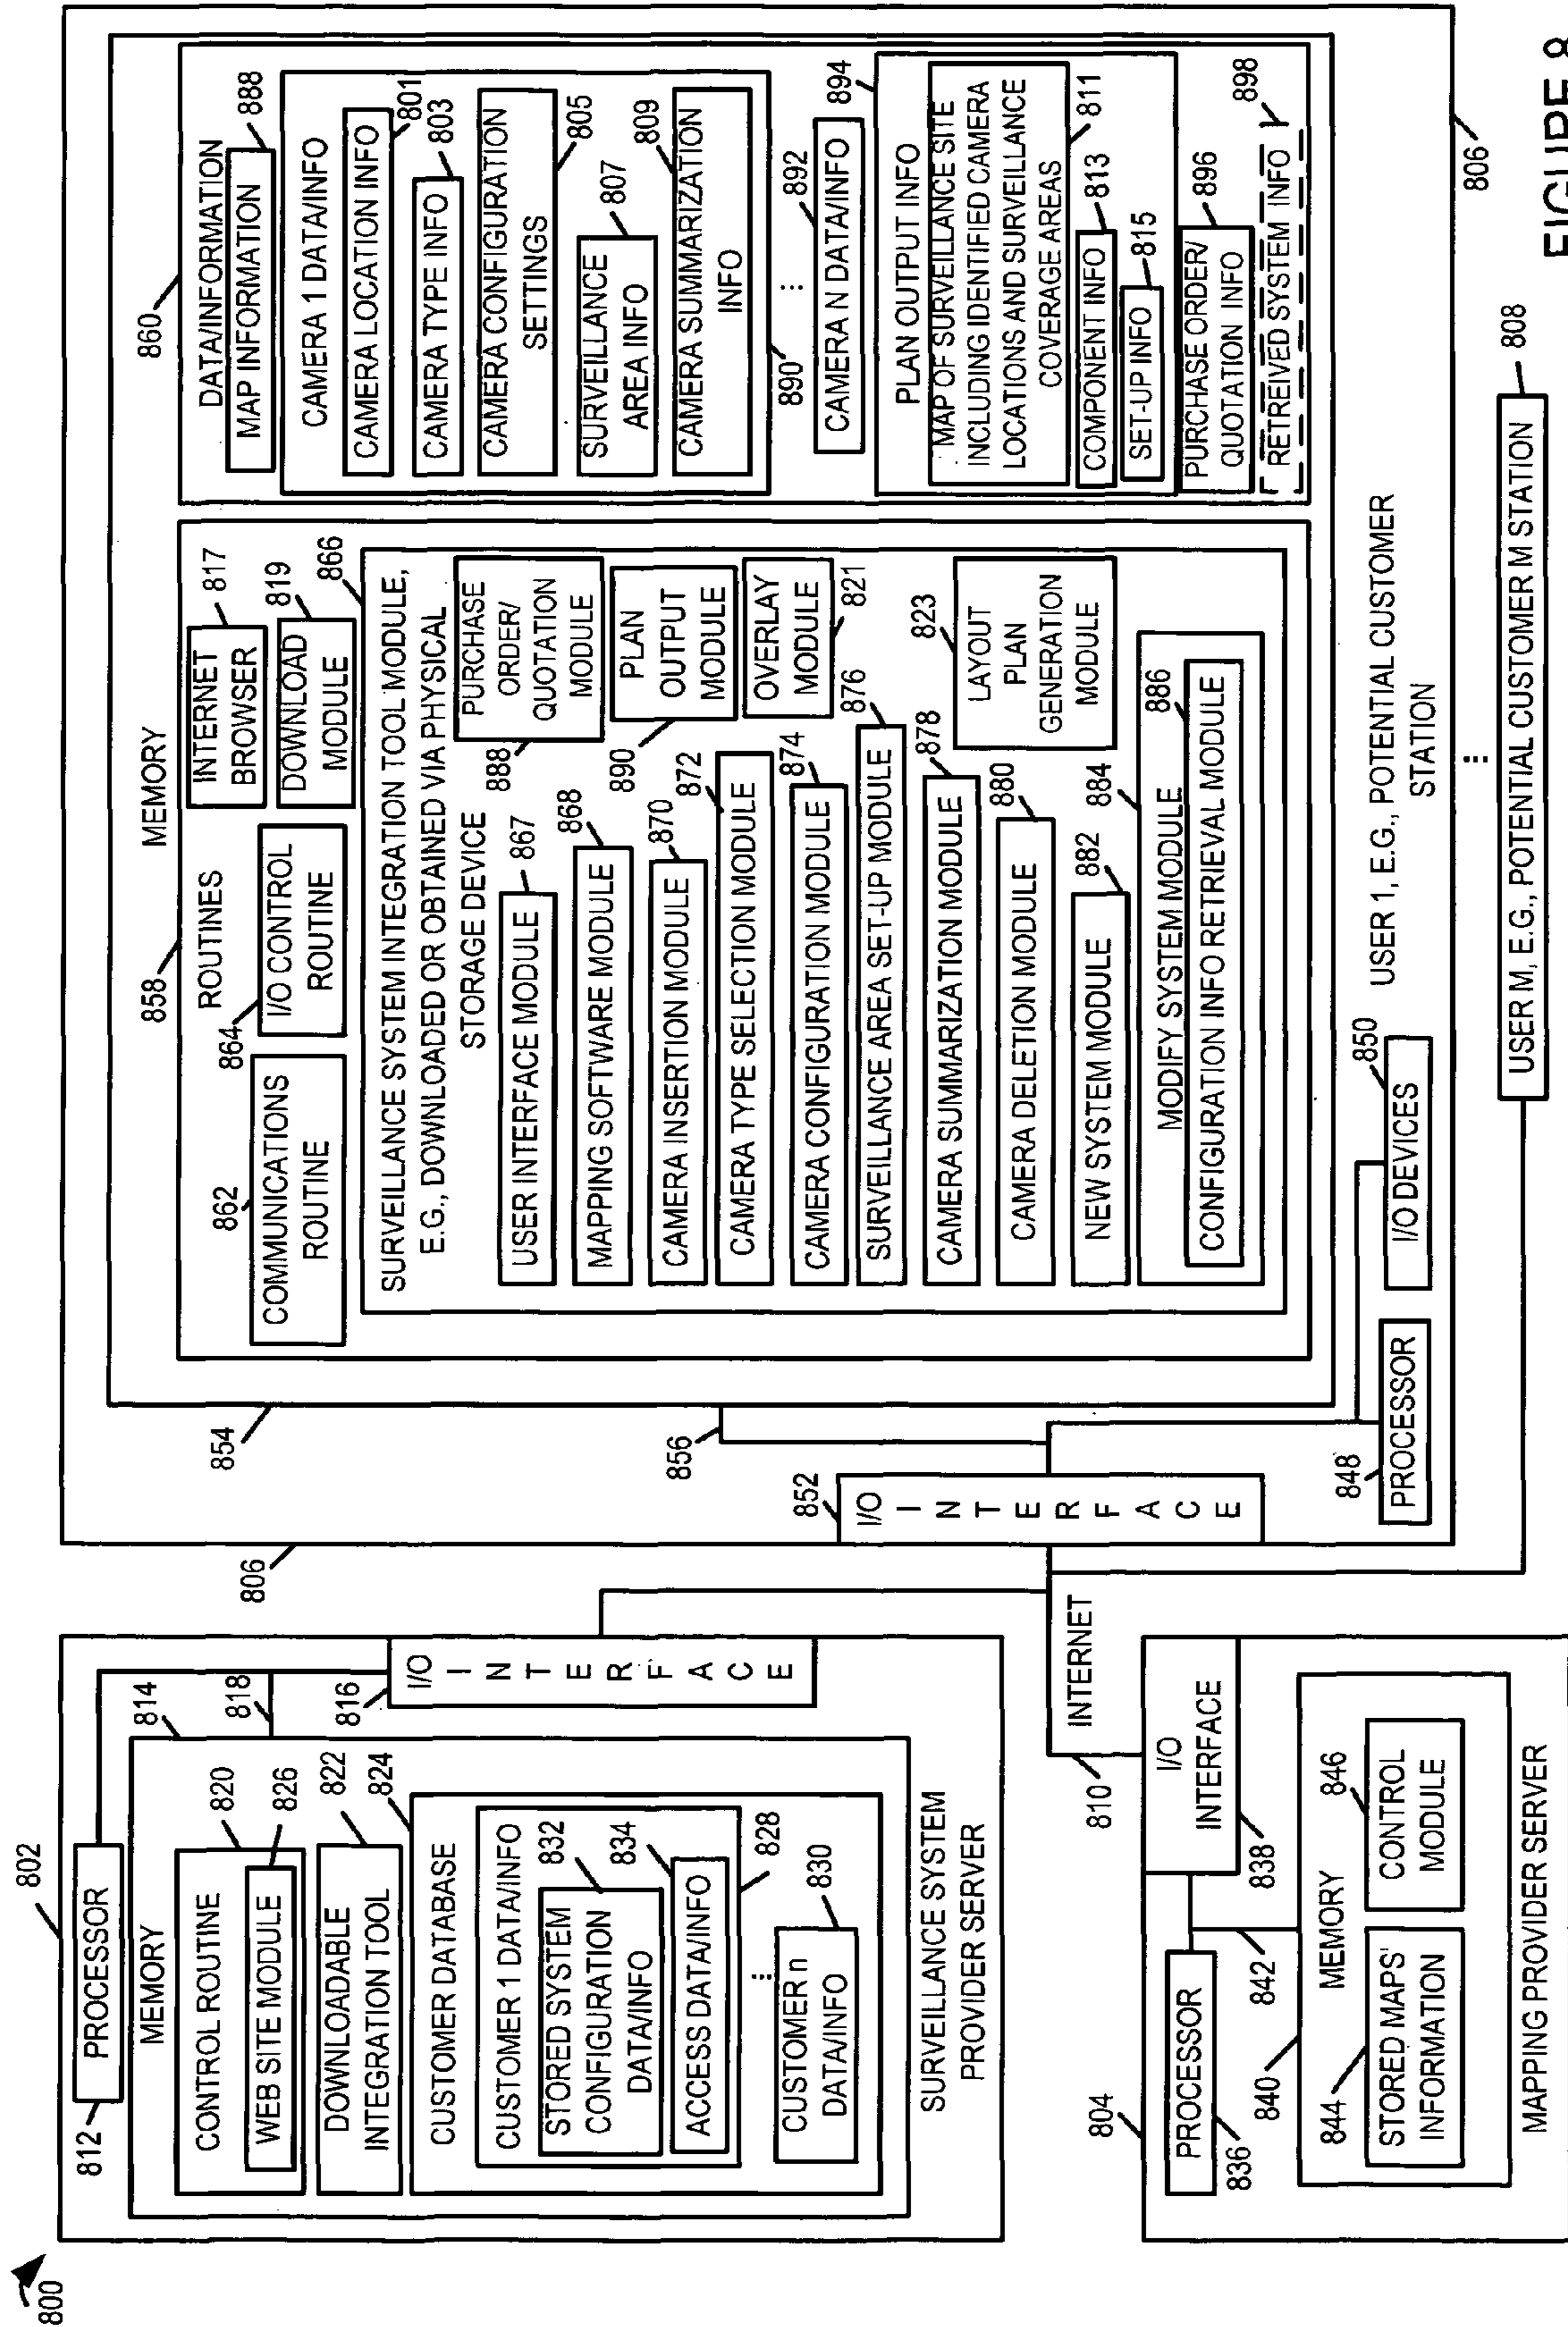 800
802
812
PROCESSOR
814
MEMORY
818
820
CONTROL ROUTINE
826
WEB SITE MODULE
822
DOWNLOADABLE
INTEGRATION TOOL
824
CUSTOMER DATABASE
CUSTOMER 1 DATA/INFO
832
STORED SYSTEM
CONFIGURATION
DATA/INFO
834
ACCESS DATA/INFO
828
...
830
CUSTOMER n
DATA/INFO
816
I/O
I
N
T
E
R
F
A
C
E
SURVEILLANCE SYSTEM
PROVIDER SERVER
INTERNET
810
804
PROCESSOR
836
I/O
INTERFACE
838
842
840
MEMORY
844
STORED MAPS'
INFORMATION
846
CONTROL
MODULE
MAPPING PROVIDER SERVER
806
852
I/O
I
N
T
E
R
F
A
C
E
854
856
848
PROCESSOR
850
I/O DEVICES
MEMORY
858
ROUTINES
862
COMMUNICATIONS
ROUTINE
864
I/O CONTROL
ROUTINE
INTERNET
BROWSER
817
DOWNLOAD
MODULE
819
866
SURVEILLANCE SYSTEM INTEGRATION TOOL MODULE,
E.G., DOWNLOADED OR OBTAINED VIA PHYSICAL
STORAGE DEVICE
867
USER INTERFACE MODULE
868
MAPPING SOFTWARE MODULE
870
CAMERA INSERTION MODULE
872
CAMERA TYPE SELECTION MODULE
874
CAMERA CONFIGURATION MODULE
876
SURVEILLANCE AREA SET-UP MODULE
878
CAMERA SUMMARIZATION MODULE
880
CAMERA DELETION MODULE
882
NEW SYSTEM MODULE
884
MODIFY SYSTEM MODULE
886
CONFIGURATION INFO RETRIEVAL MODULE
PURCHASE
ORDER/
QUOTATION
MODULE
888
PLAN
OUTPUT
MODULE
890
OVERLAY
MODULE
821
823
LAYOUT
PLAN
GENERATION
MODULE
860
DATA/INFORMATION
888
MAP INFORMATION
CAMERA 1 DATA/INFO
801
CAMERA LOCATION INFO
803
CAMERA TYPE INFO
CAMERA CONFIGURATION
SETTINGS
805
SURVEILLANCE
AREA INFO
807
809
CAMERA SUMMARIZATION
INFO
890
...
892
CAMERA N DATA/INFO
894
PLAN OUTPUT INFO
MAP OF SURVEILLANCE SITE
INCLUDING IDENTIFIED CAMERA
LOCATIONS AND SURVEILLANCE
COVERAGE AREAS
811
COMPONENT INFO
813
SET-UP INFO
815
PURCHASE ORDER/
QUOTATION INFO
896
RETREIVED SYSTEM INFO
898
USER 1, E.G., POTENTIAL CUSTOMER
STATION
806
...
USER M, E.G., POTENTIAL CUSTOMER M STATION
808
FIGURE 8